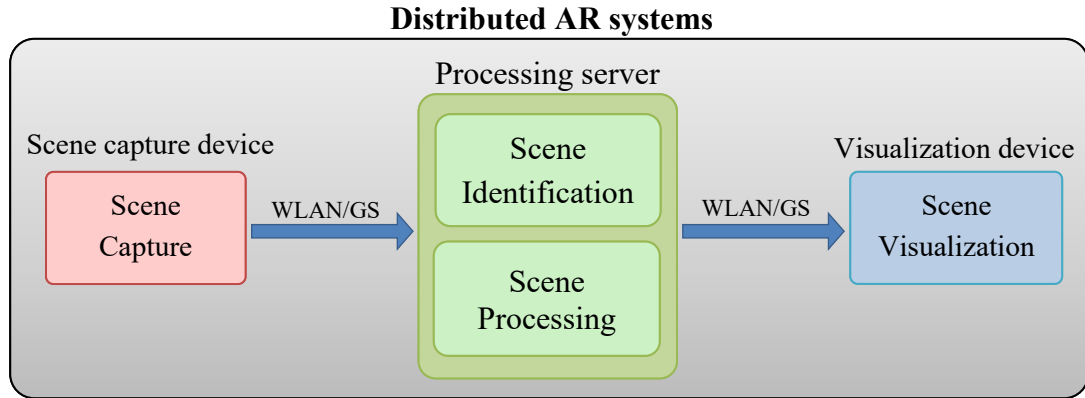 Distributed AR systems
Processing server
Scene capture device
Scene
Capture
WLAN/GS
Scene
Identification
Scene
Processing
WLAN/GS
Visualization device
Scene
Visualization